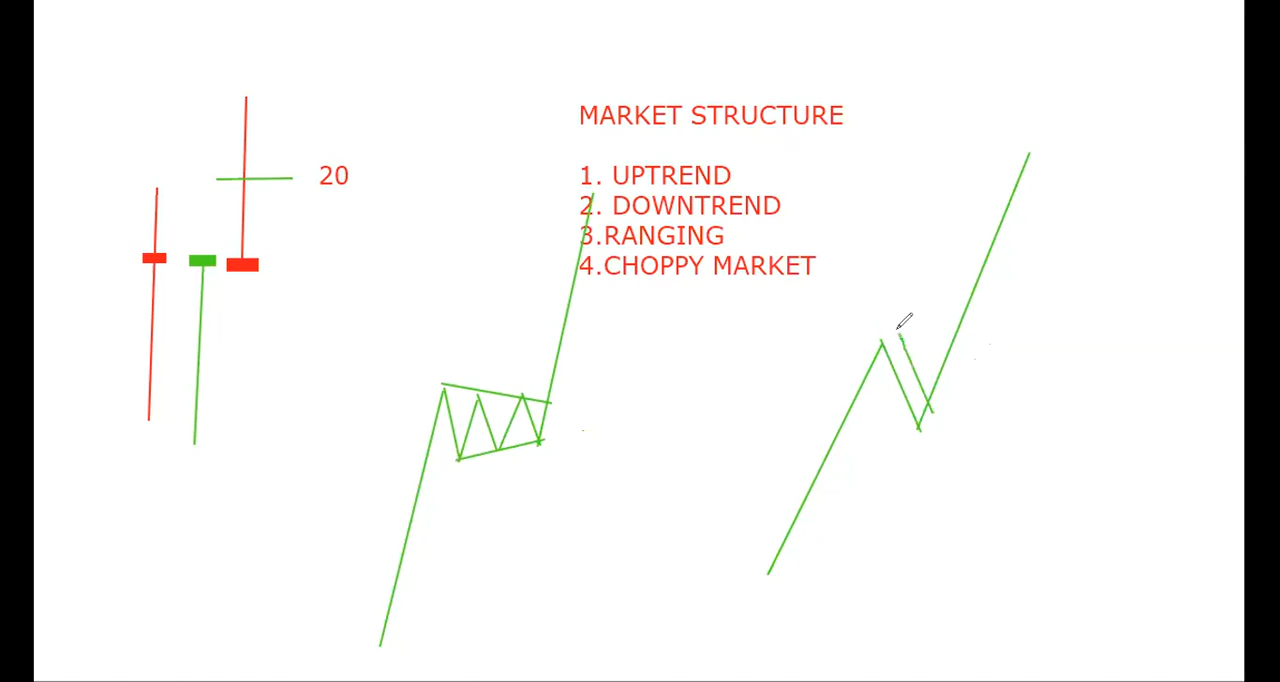 MARKET STRUCTURE
20
1. UPTREND
2. DOWNTREND
3.RANGING
4.CHOPPY MARKET